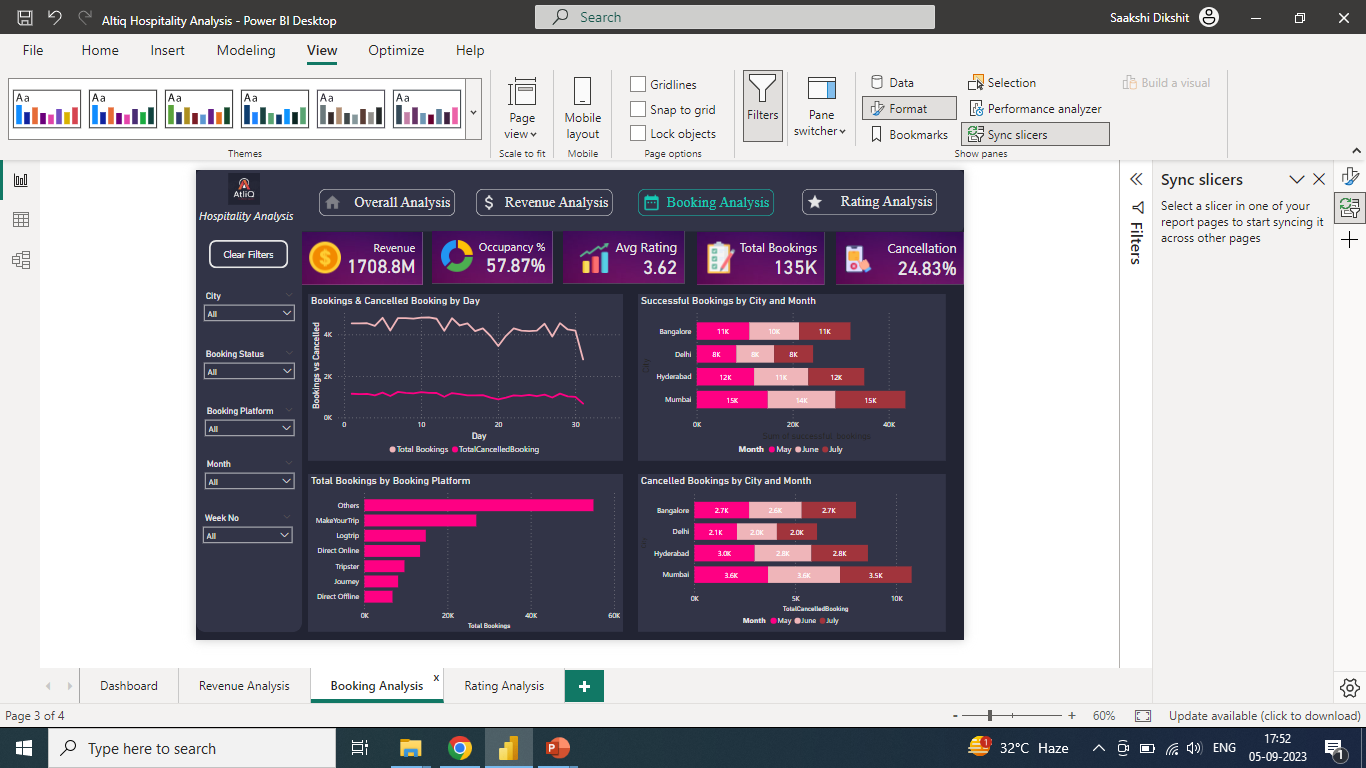 Altiq Hospitality Analysis - Power BI Desktop
Search
Saakshi Dikshit
File Home Insert Modeling View Optimize Help
Aa Aa Aa Aa Aa Aa
Themes
Page view
Scale to fit
Mobile layout
Mobile
Gridlines
Snap to grid
Lock objects
Page options
Filters
Pane switcher
Data
Format
Bookmarks
Selection
Performance analyzer
Sync slicers
Show panes
Build a visual
AtliQ
Hospitality Analysis
Overall Analysis
$ Revenue Analysis
Booking Analysis
Rating Analysis
Clear Filters
Revenue
1708.8M
Occupancy %
57.87%
Avg Rating
3.62
Total Bookings
135K
Cancellation
24.83%
City
All
Booking Status
All
Booking Platform
All
Month
All
Week No
All
Bookings & Cancelled Booking by Day
Bookings vs Cancelled
4K
2K
0K
0 10 20 30
Day
Total Bookings TotalCancelledBooking
Successful Bookings by City and Month
City
Bangalore 11K 10K 11K
Delhi 8K 8K 8K
Hyderabad 12K 11K 12K
Mumbai 15K 14K 15K
0K 20K 40K
Sum of successful_bookings
Month May June July
Total Bookings by Booking Platform
Others
MakeYourTrip
Logtrip
Direct Online
Tripster
Journey
Direct Offline
0K 20K 40K 60K
Total Bookings
Cancelled Bookings by City and Month
Bangalore 2.7K 2.6K 2.7K
Delhi 2.1K 2.0K 2.0K
Hyderabad 3.0K 2.8K 2.8K
Mumbai 3.6K 3.6K 3.5K
0K 5K 10K
TotalCancelledBooking
Month May June July
Filters
Sync slicers
Select a slicer in one of your
report pages to start syncing it
across other pages
Dashboard Revenue Analysis Booking Analysis x Rating Analysis +
Page 3 of 4
- + 60%
Update available (click to download)
Type here to search
1
32°C Haze
ENG
17:52
05-09-2023
1